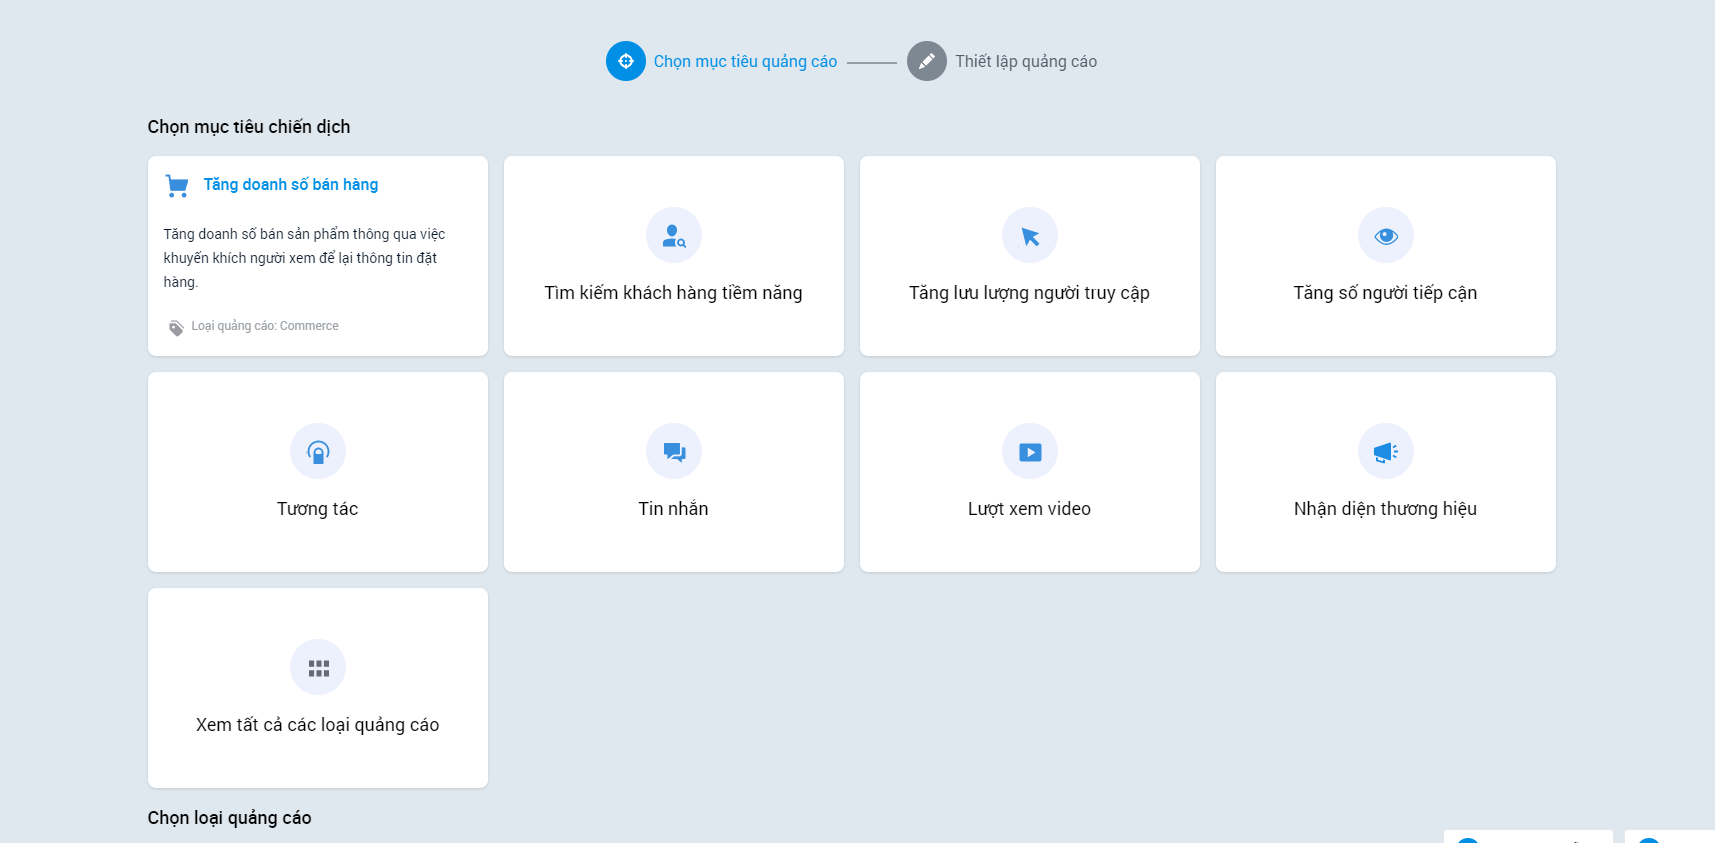 Chọn mục tiêu quảng cáo
Thiết lập quảng cáo
Chọn mục tiêu chiến dịch
Tăng doanh số bán hàng
Tăng doanh số bán sản phẩm thông qua việc
khuyến khích người xem để lại thông tin đặt
hàng.
Loại quảng cáo: Commerce
Tìm kiếm khách hàng tiềm năng
Tăng lưu lượng người truy cập
Tăng số người tiếp cận
Tương tác
Tin nhắn
Lượt xem video
Nhận diện thương hiệu
Xem tất cả các loại quảng cáo
Chọn loại quảng cáo